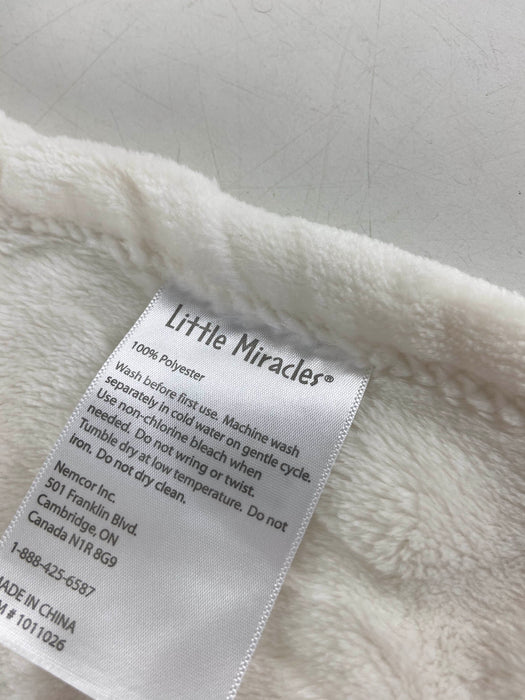 Little Miracles®
100% Polyester
Wash before first use. Machine wash
separately in cold water on gentle cycle.
Use non-chlorine bleach when
needed. Do not wring or twist.
Tumble dry at low temperature. Do not
iron. Do not dry clean.
Nemcor Inc.
501 Franklin Blvd.
Cambridge, ON
Canada N1R 8G9
1-888-425-6587
MADE IN CHINA
# 1011026